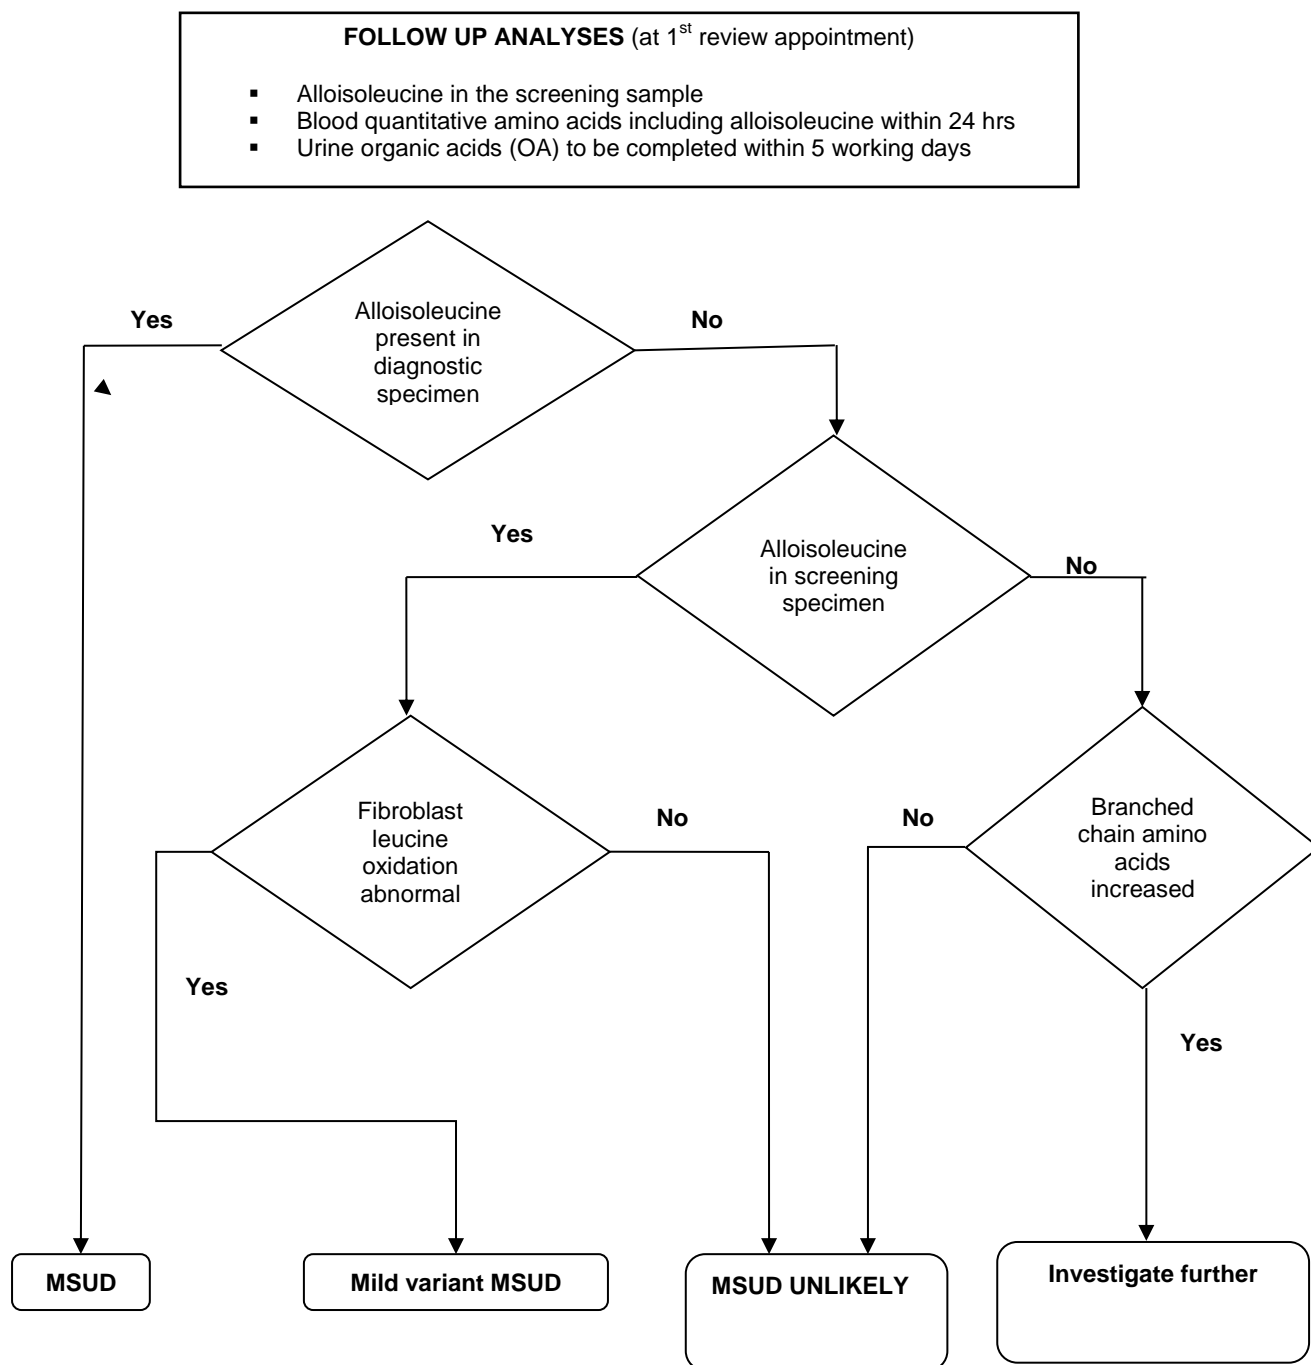 FOLLOW UP ANALYSES (at 1st review appointment)
▪ Alloisoleucine in the screening sample
▪ Blood quantitative amino acids including alloisoleucine within 24 hrs
▪ Urine organic acids (OA) to be completed within 5 working days
Yes
Alloisoleucine
present in
diagnostic
specimen
No
Yes
Alloisoleucine
in screening
specimen
No
Fibroblast
leucine
oxidation
abnormal
No
Yes
No
Branched
chain amino
acids
increased
Yes
MSUD
Mild variant MSUD
MSUD UNLIKELY
Investigate further